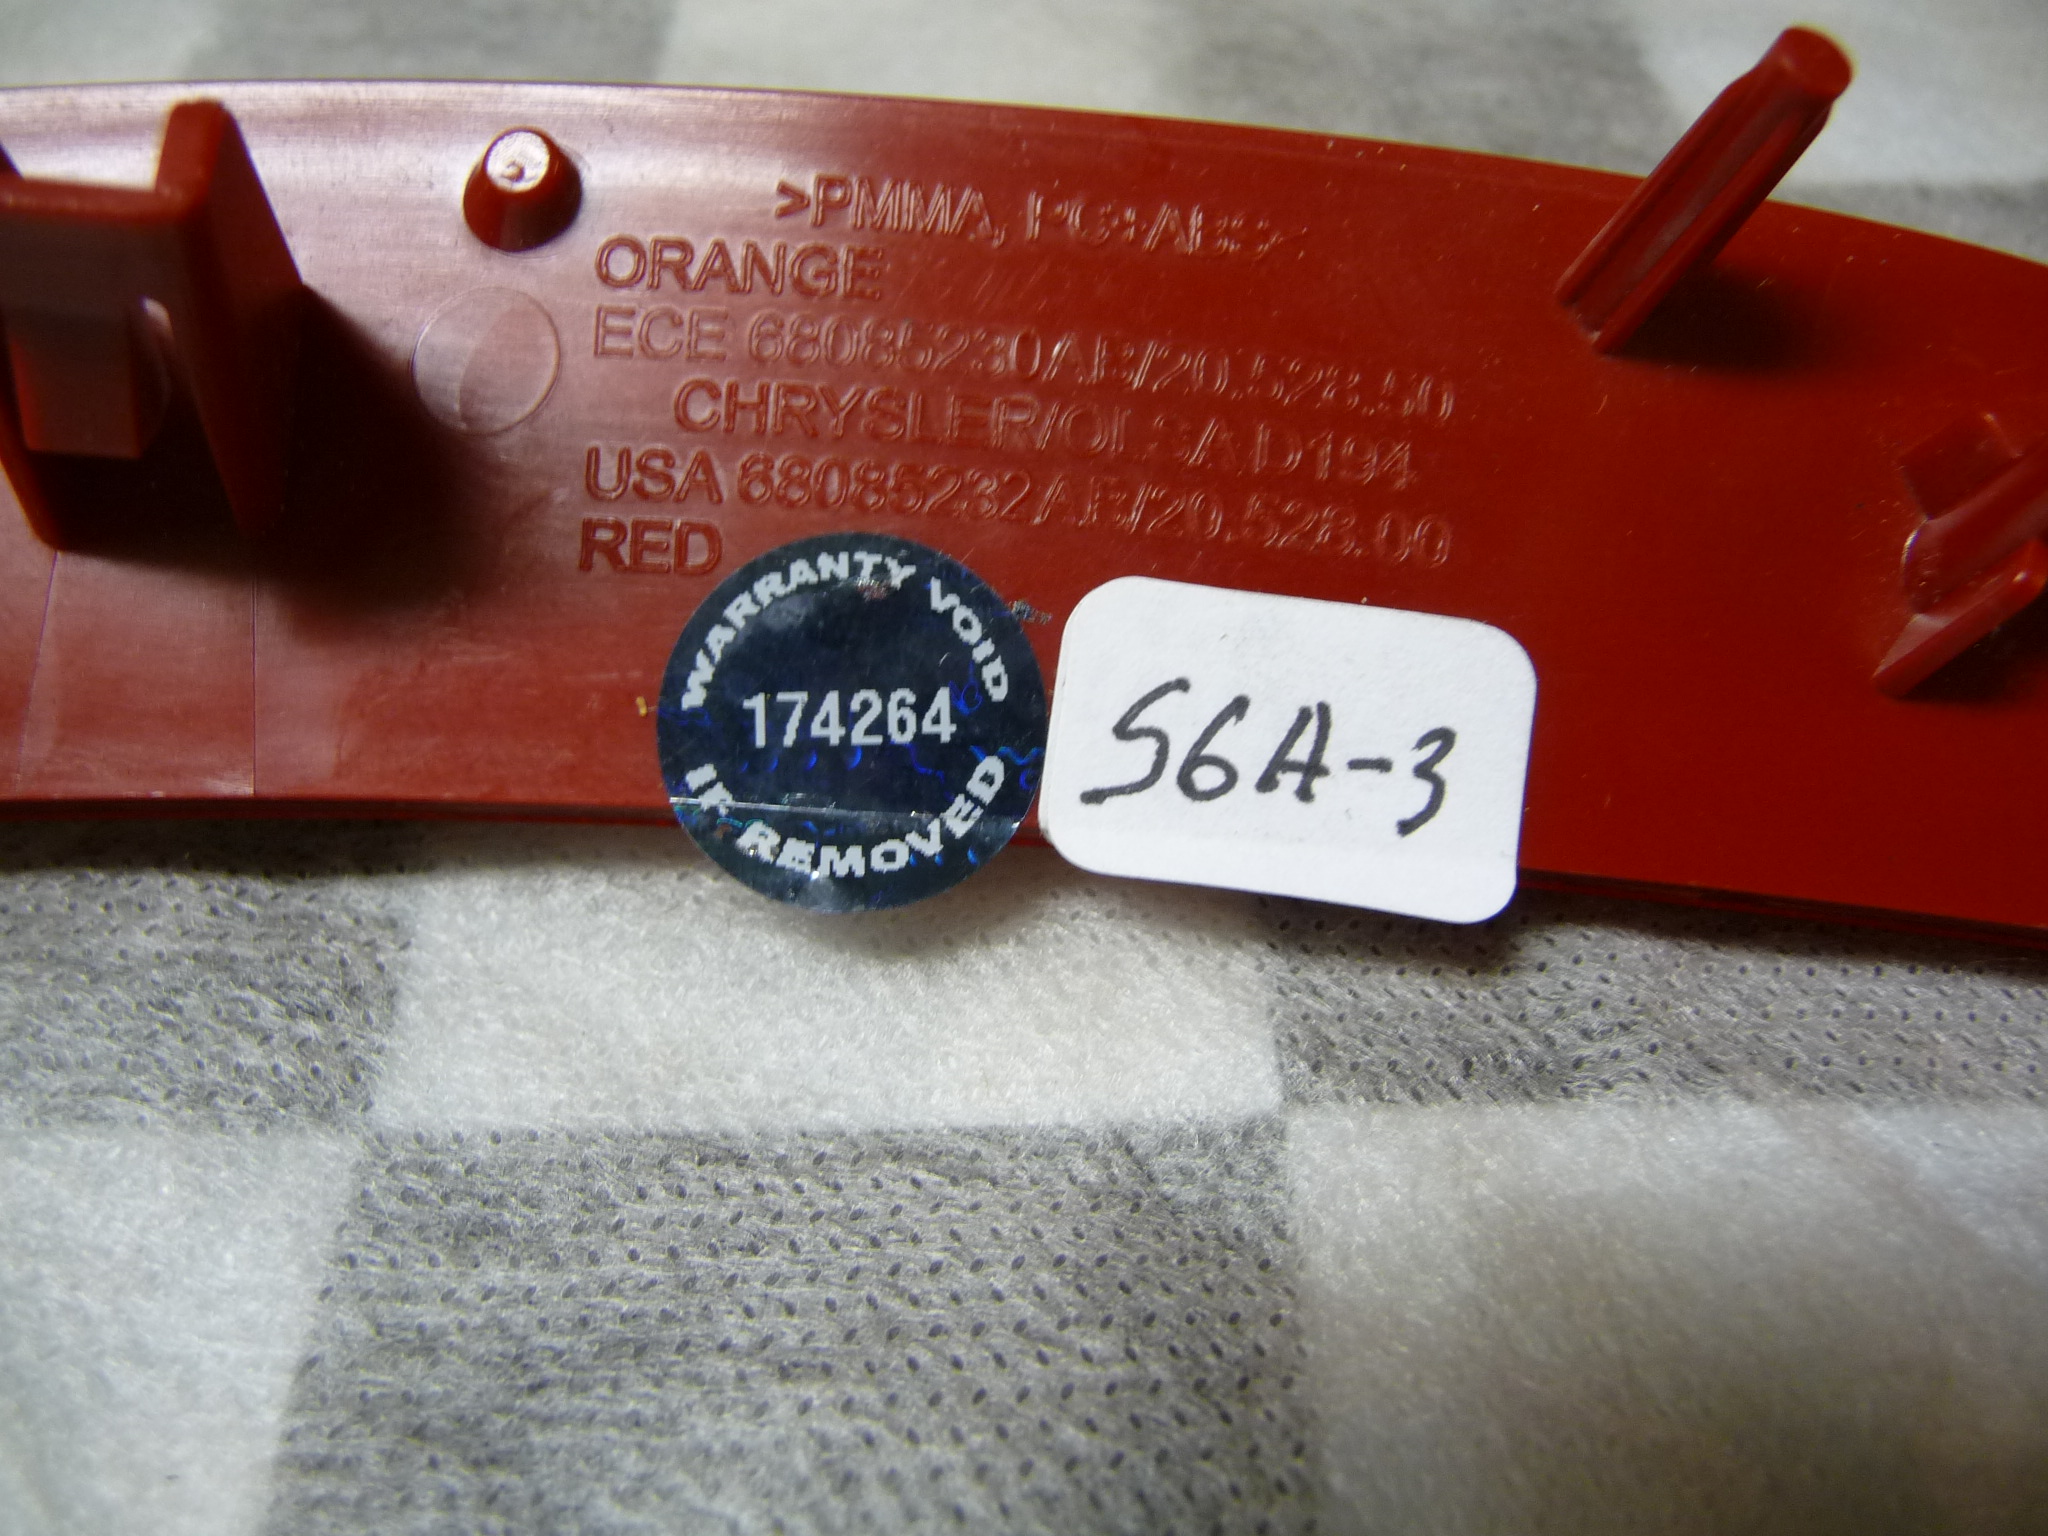 >PMMA, PC+ABS<
ORANGE
ECE 68085230AB/20.528.50
CHRYSLER/OLSA D194
USA 68085232AB/20.528.00
RED
WARRANTY VOID
174264
IF REMOVED
S6A-3